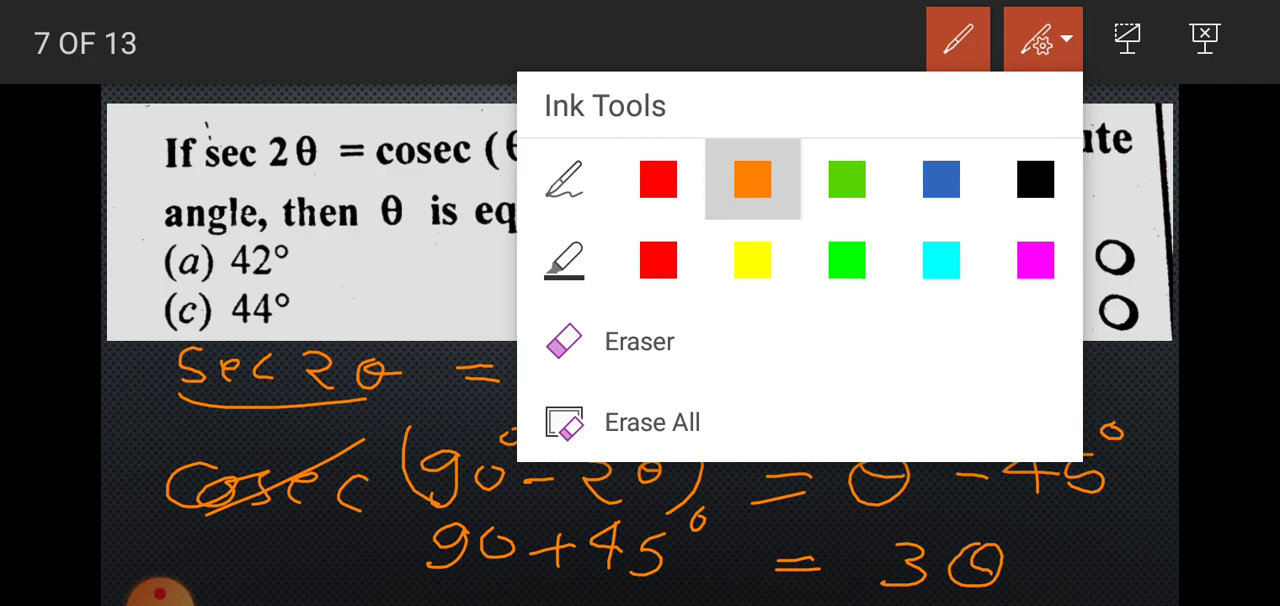 7 OF 13
Ink Tools
If sec 2θ = cosec (θ
angle, then θ is eq
(a) 42°
(c) 44°
Eraser
Erase All
sec 2θ =
cosec (90° - 2θ) = θ - 45°
90 + 45° = 3θ